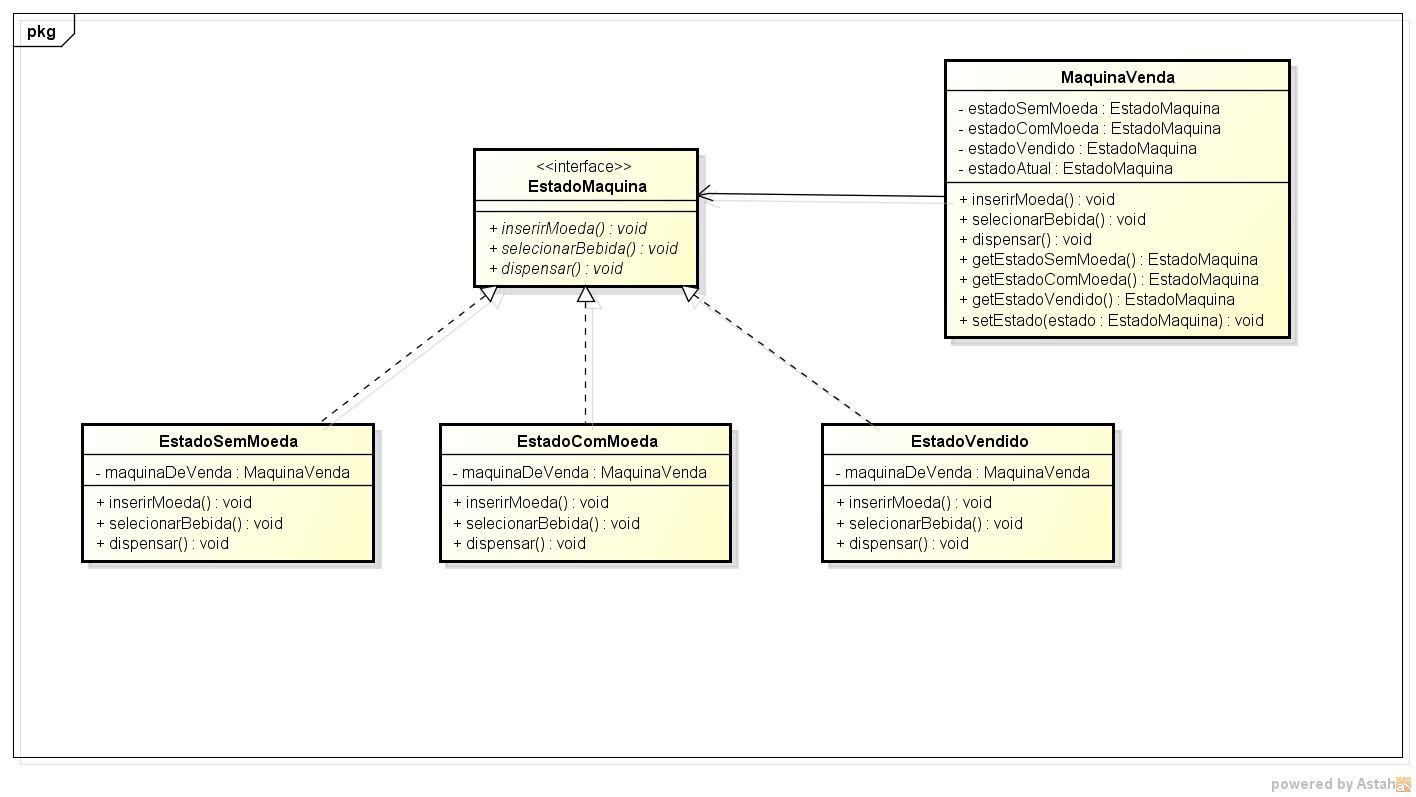 pkg
MaquinaVenda
- estadoSemMoeda : EstadoMaquina
- estadoComMoeda : EstadoMaquina
- estadoVendido : EstadoMaquina
- estadoAtual : EstadoMaquina
+ inserirMoeda() : void
+ selecionarBebida() : void
+ dispensar() : void
+ getEstadoSemMoeda() : EstadoMaquina
+ getEstadoComMoeda() : EstadoMaquina
+ getEstadoVendido() : EstadoMaquina
+ setEstado(estado : EstadoMaquina) : void
<<interface>>
EstadoMaquina
+ inserirMoeda() : void
+ selecionarBebida() : void
+ dispensar() : void
EstadoSemMoeda
- maquinaDeVenda : MaquinaVenda
+ inserirMoeda() : void
+ selecionarBebida() : void
+ dispensar() : void
EstadoComMoeda
- maquinaDeVenda : MaquinaVenda
+ inserirMoeda() : void
+ selecionarBebida() : void
+ dispensar() : void
EstadoVendido
- maquinaDeVenda : MaquinaVenda
+ inserirMoeda() : void
+ selecionarBebida() : void
+ dispensar() : void
powered by Astah